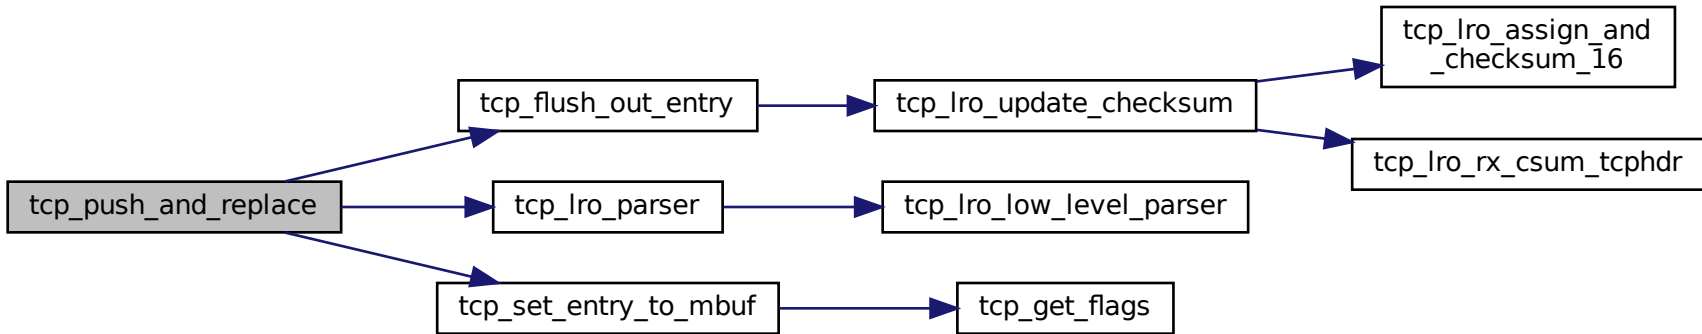 tcp_push_and_replace
tcp_flush_out_entry
tcp_lro_update_checksum
tcp_lro_assign_and
_checksum_16
tcp_lro_rx_csum_tcphdr
tcp_lro_parser
tcp_lro_low_level_parser
tcp_set_entry_to_mbuf
tcp_get_flags